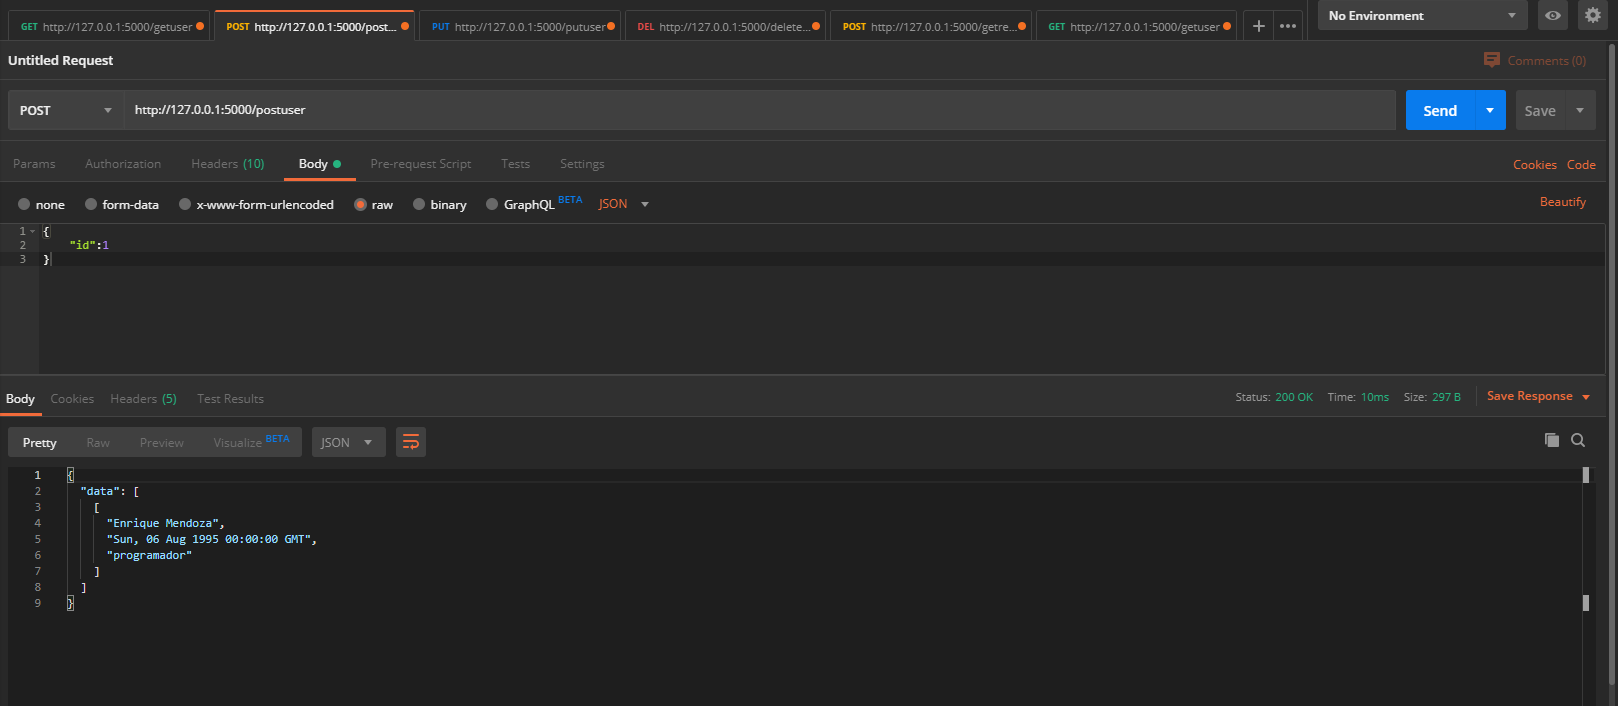 GET http://127.0.0.1:5000/getuser POST http://127.0.0.1:5000/post... PUT http://127.0.0.1:5000/putuser DEL http://127.0.0.1:5000/delete... POST http://127.0.0.1:5000/getre... GET http://127.0.0.1:5000/getuser + ••• No Environment
Untitled Request Comments (0)
POST http://127.0.0.1:5000/postuser Send Save
Params Authorization Headers (10) Body Pre-request Script Tests Settings Cookies Code
none form-data x-www-form-urlencoded raw binary GraphQL BETA JSON Beautify
1 {
2 "id":1
3 }
Body Cookies Headers (5) Test Results Status: 200 OK Time: 10ms Size: 297 B Save Response
Pretty Raw Preview Visualize BETA JSON
1 {
2 "data": [
3 [
4 "Enrique Mendoza",
5 "Sun, 06 Aug 1995 00:00:00 GMT",
6 "programador"
7 ]
8 ]
9 }